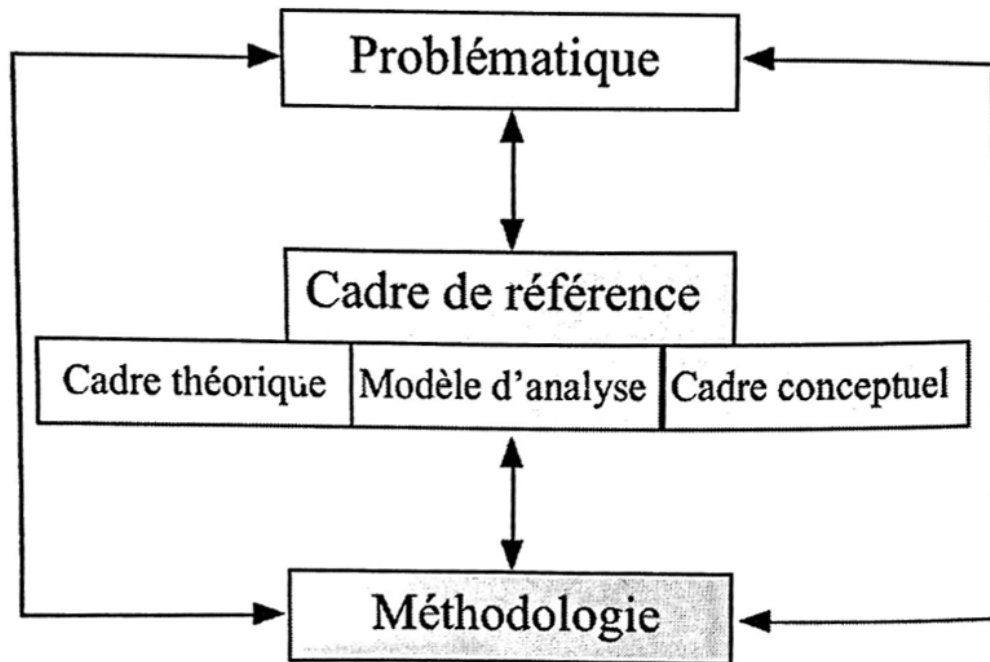 Problématique
Cadre de référence
Cadre théorique Modèle d'analyse Cadre conceptuel
Méthodologie